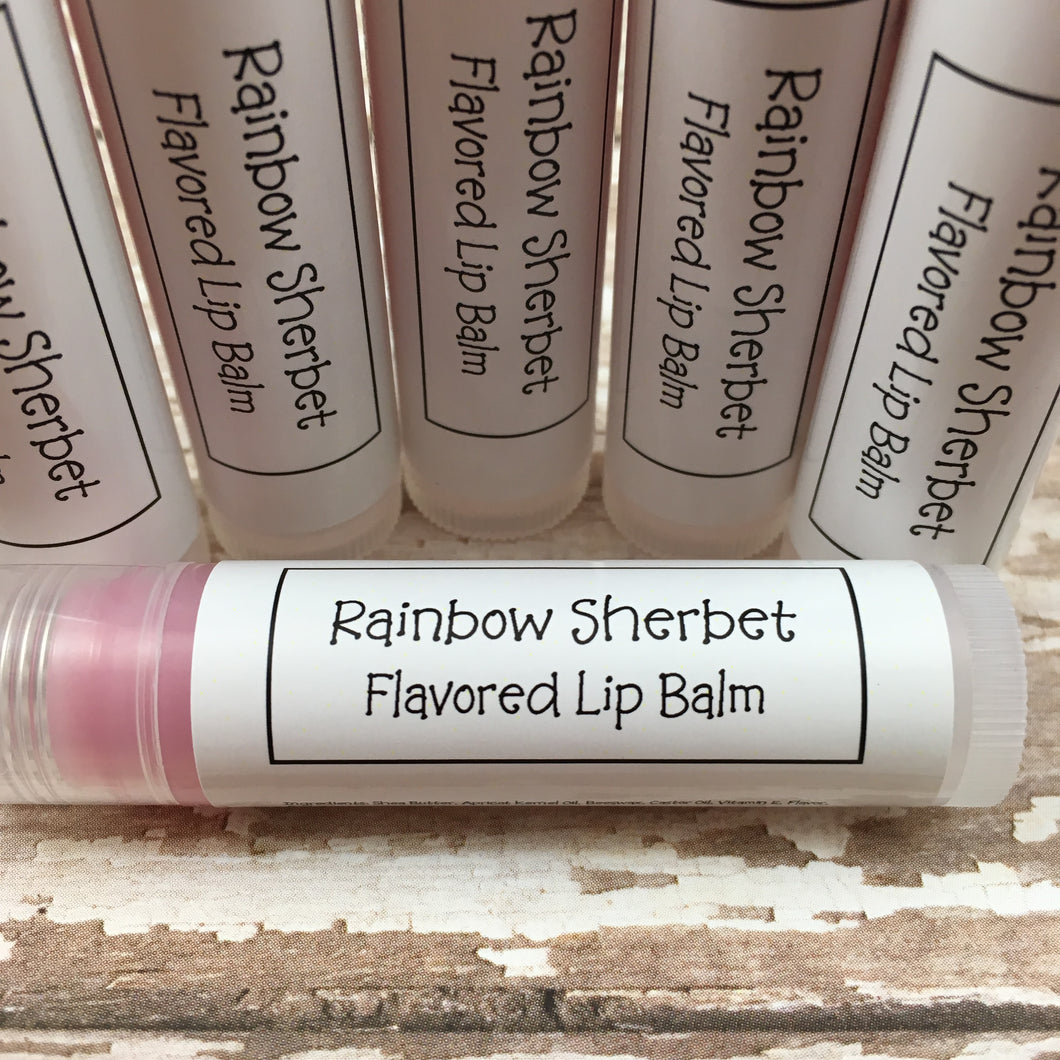 Rainbow Sherbet
Flavored Lip Balm
Rainbow Sherbet
Flavored Lip Balm
Rainbow Sherbet
Flavored Lip Balm
Rainbow Sherbet
Flavored Lip Balm
Sherbet
Rainbow Sherbet
Flavored Lip Balm
Ingredients: Shea Butter, Apricot Kernel Oil, Beeswax, Castor Oil, Vitamin E, Flavor,